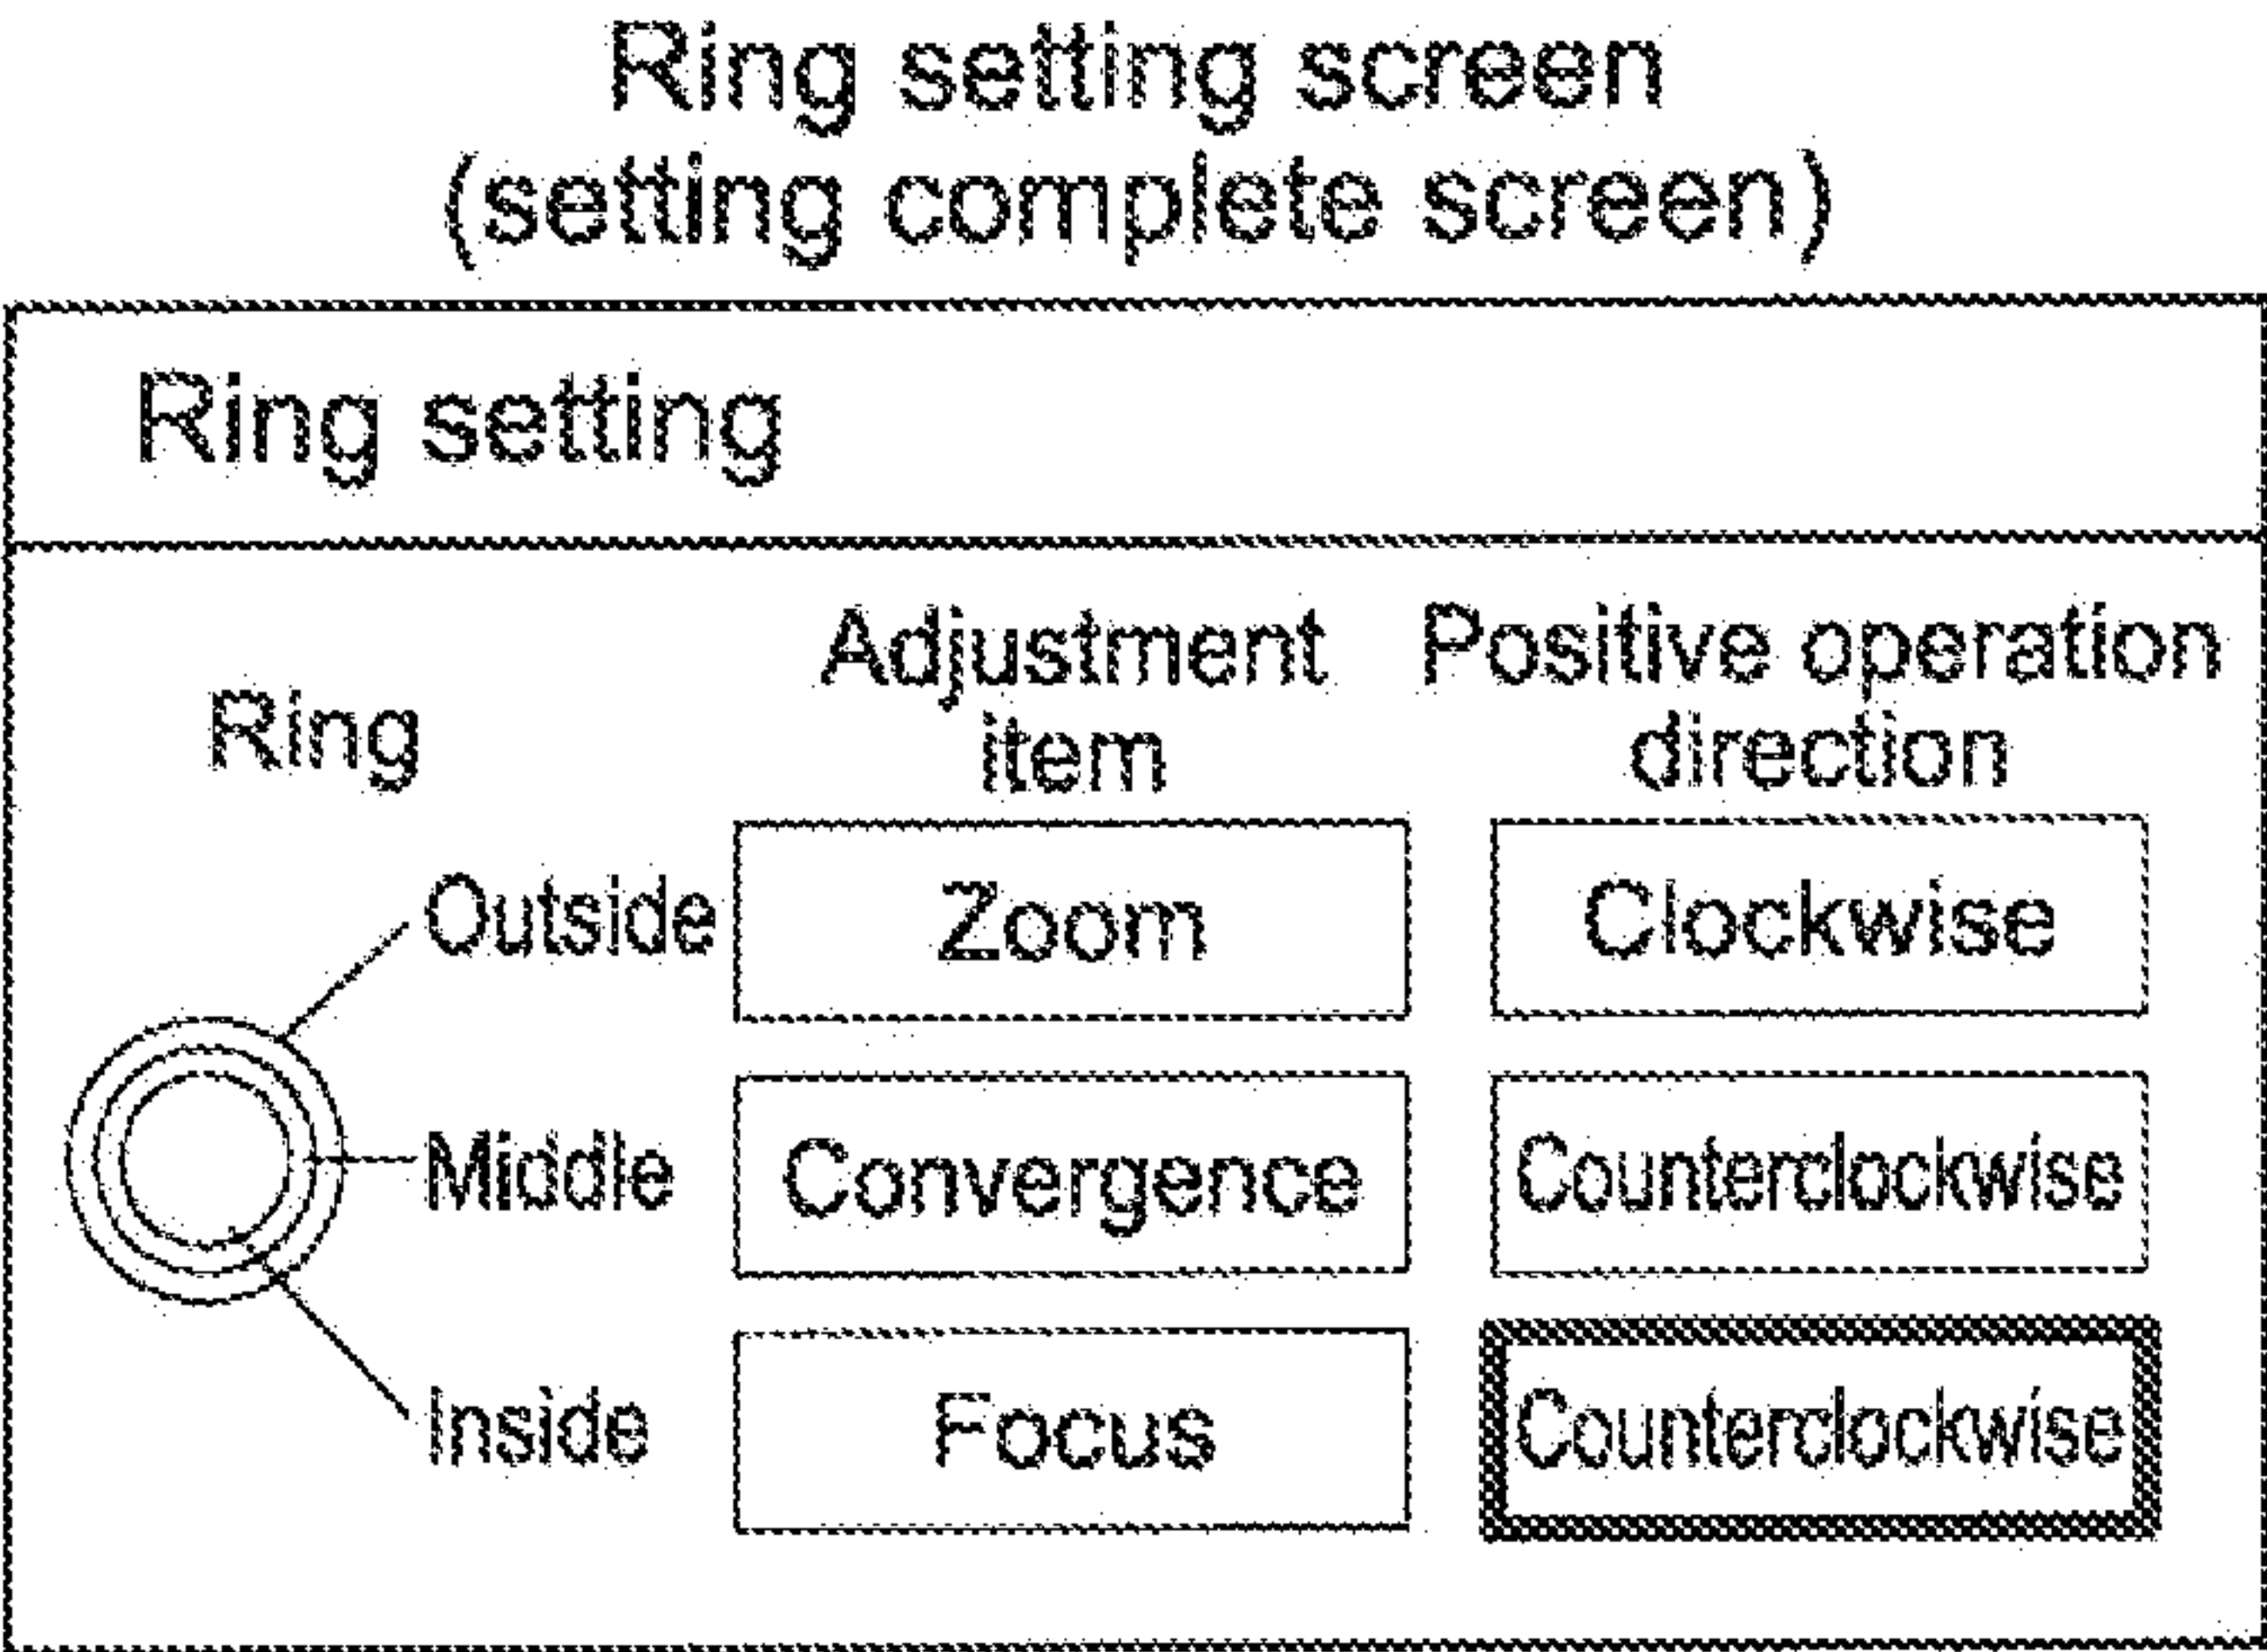 Ring setting screen
(setting complete screen)
Ring setting
Ring
Adjustment
item
Positive operation
direction
Outside
Zoom
Clockwise
Middle
Convergence
Counterclockwise
Inside
Focus
Counterclockwise